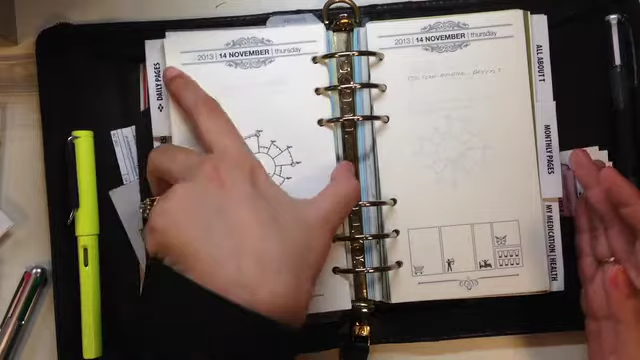 2013 | 14 NOVEMBER | thursday
DAILY PAGES
2013 | 14 NOVEMBER | thursday
ALL ABOUT
MONTHLY PAGES
MY MEDICATION | HEALTH